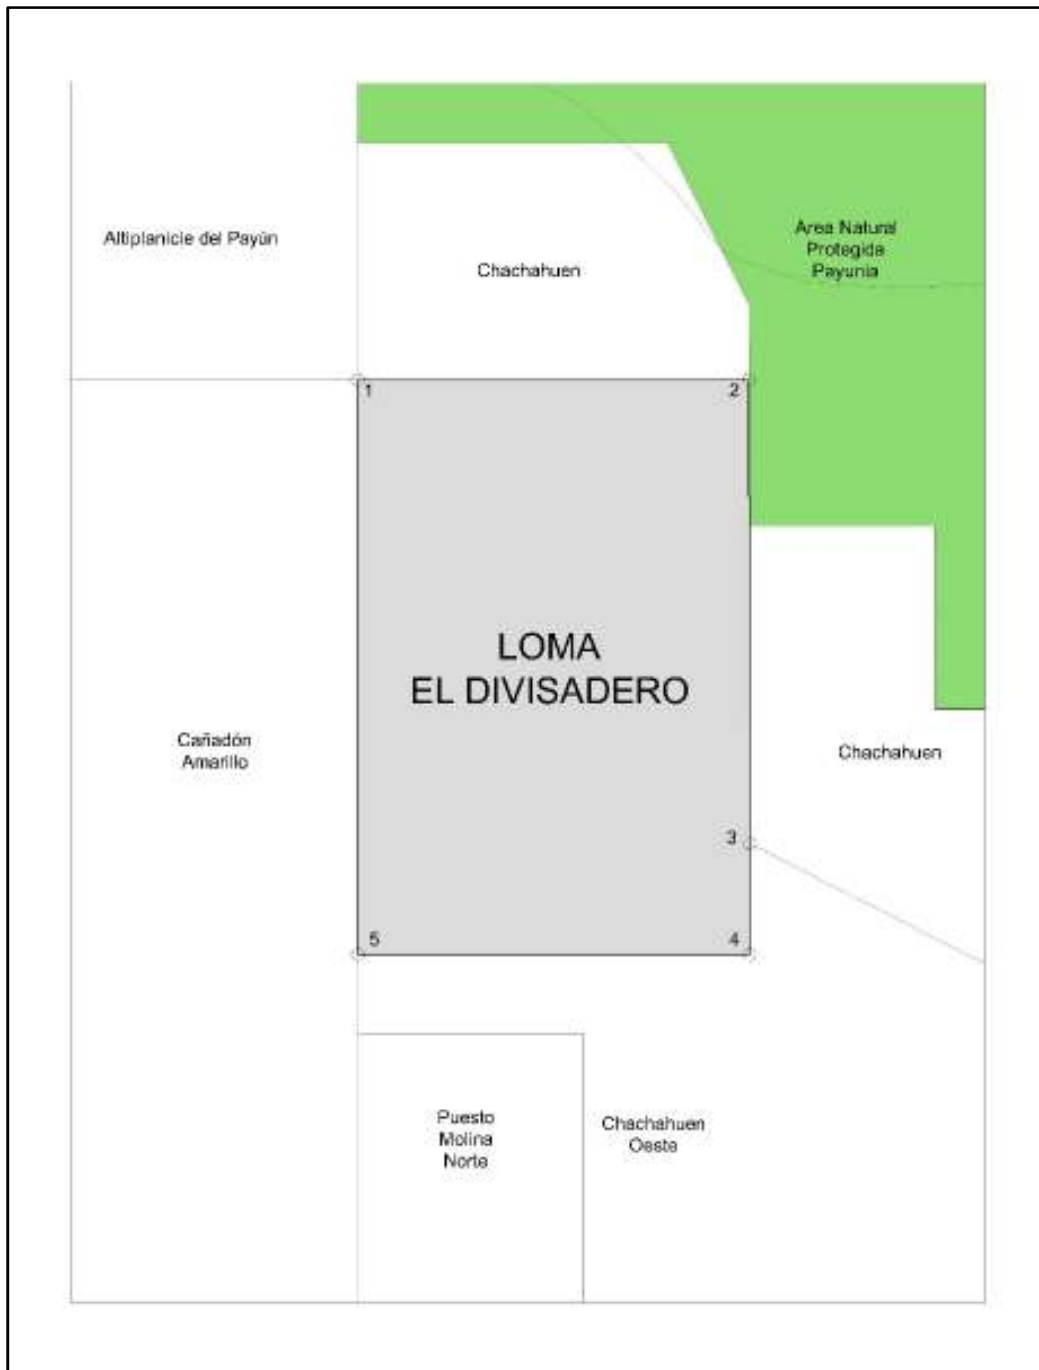 Altiplanicie del Payún
Chachahuen
Area Natural
Protegida
Payunia
1
2
LOMA
EL DIVISADERO
Cañadón
Amarillo
Chachahuen
3
5
4
Puesto
Molina
Norte
Chachahuen
Oeste